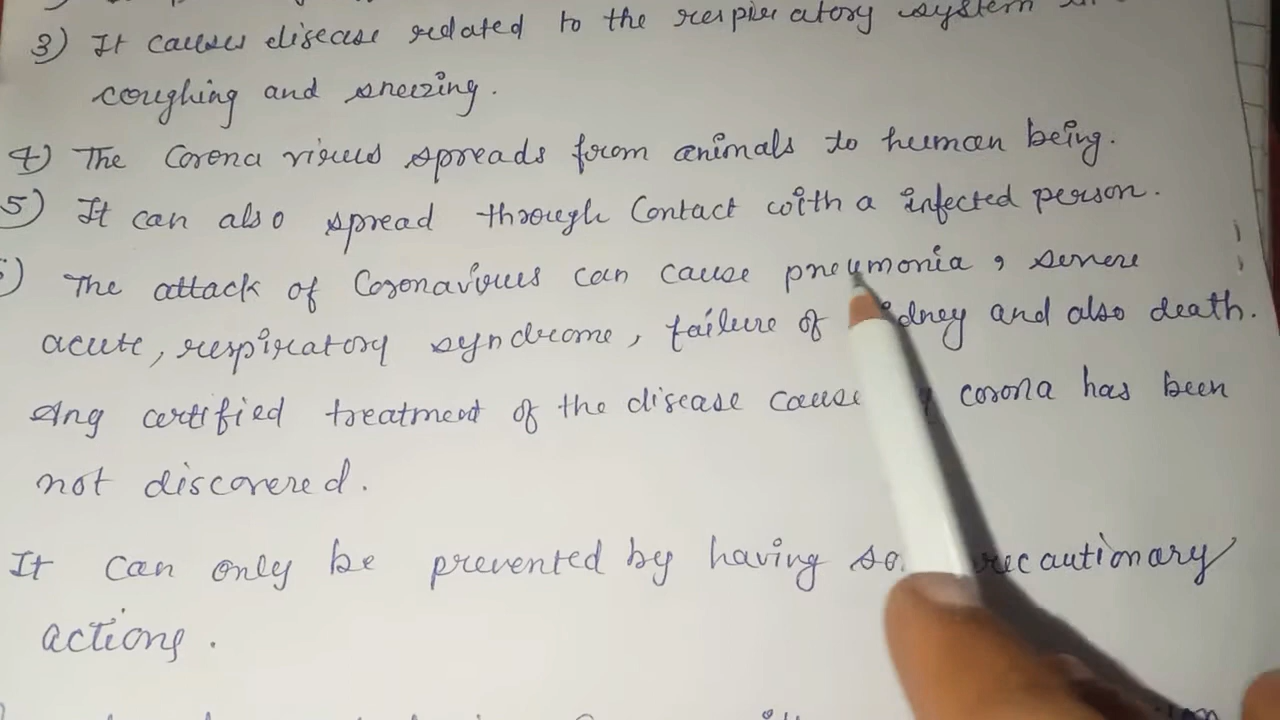 3) It causes disease related to the respiratory system
coughing and sneezing.
4) The Corona virus spreads from animals to human being.
5) It can also spread through Contact with a infected person.
The attack of Coronavirus can cause pneumonia, severe
acute, respiratory syndrome, failure of and also death.
Any certified treatment of the disease corona has been
not discovered.
It can only be prevented by having
actions.